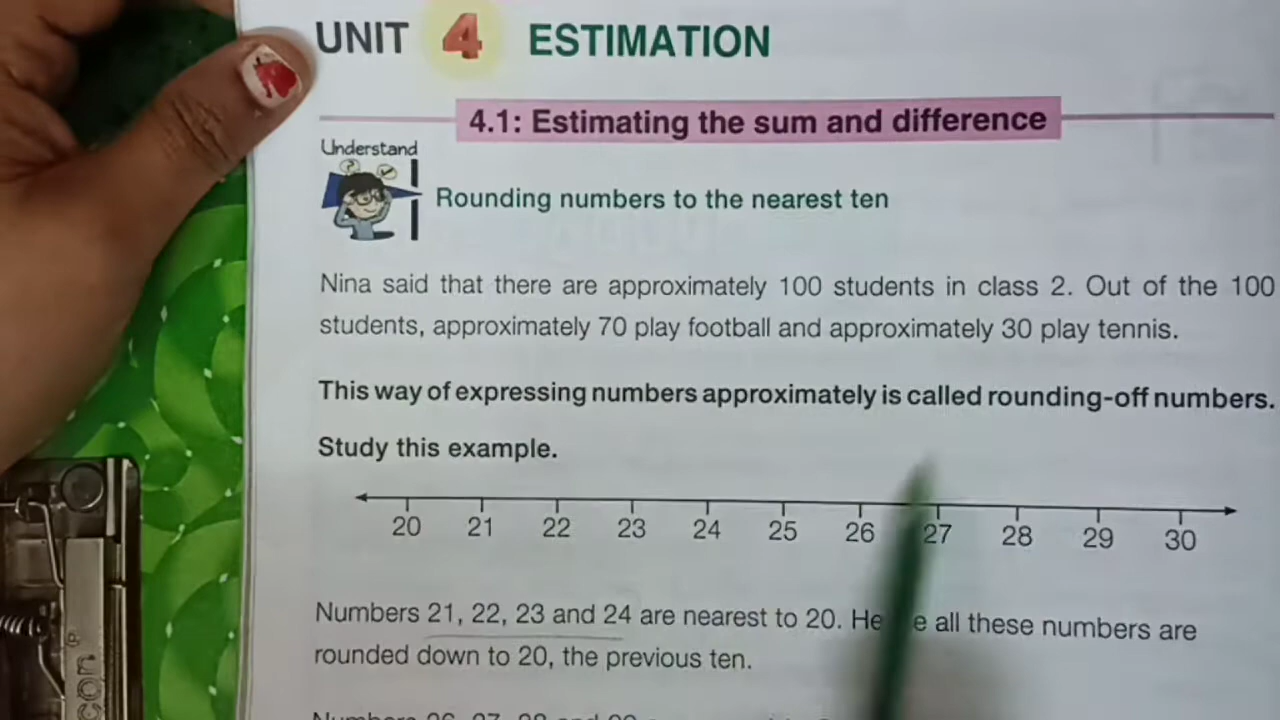 UNIT 4 ESTIMATION
4.1: Estimating the sum and difference
Understand
Rounding numbers to the nearest ten
Nina said that there are approximately 100 students in class 2. Out of the 100
students, approximately 70 play football and approximately 30 play tennis.
This way of expressing numbers approximately is called rounding-off numbers.
Study this example.
20 21 22 23 24 25 26 27 28 29 30
Numbers 21, 22, 23 and 24 are nearest to 20. all these numbers are
rounded down to 20, the previous ten.